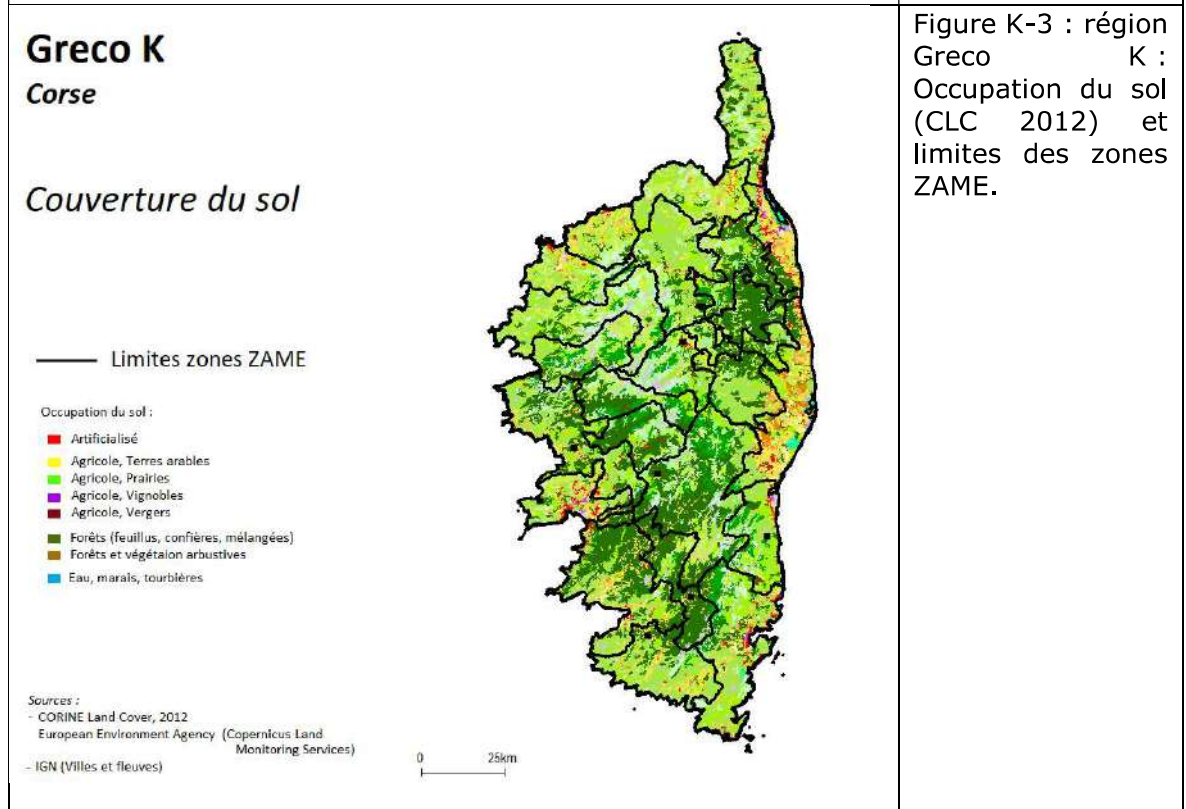 Greco K
Corse
Couverture du sol
Limites zones ZAME
Occupation du sol :
Artificialisé
Agricole, Terres arables
Agricole, Prairies
Agricole, Vignobles
Agricole, Vergers
Forêts (feuillus, confières, mélangées)
Forêts et végétaion arbustives
Eau, marais, tourbières
Sources :
- CORINE Land Cover, 2012
European Environment Agency (Copernicus Land
Monitoring Services)
- IGN (Villes et fleuves)
0 25km
Figure K-3 : région
Greco K :
Occupation du sol
(CLC 2012) et
limites des zones
ZAME.